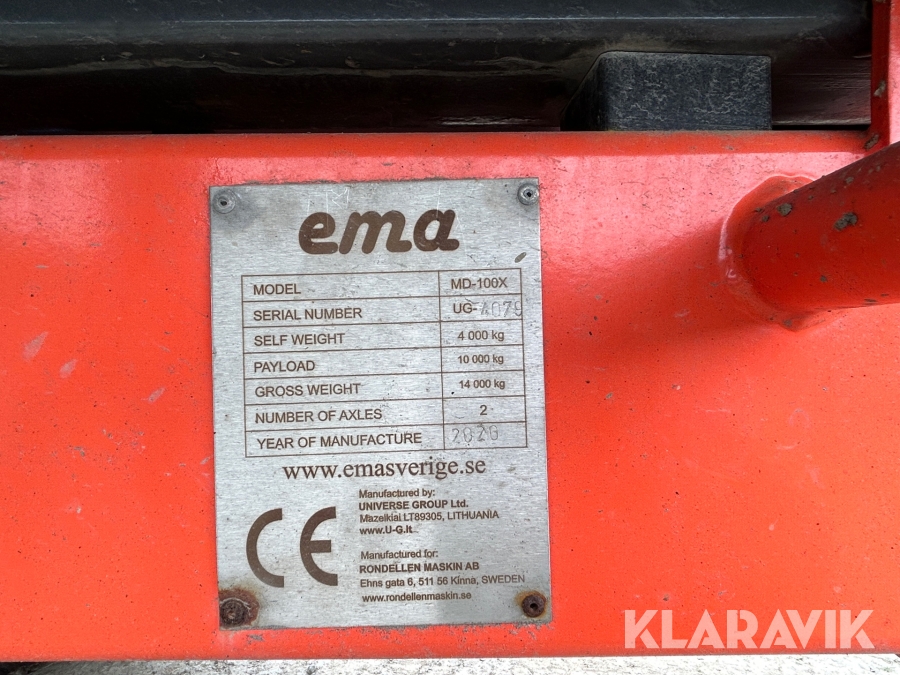 ema
MODEL MD-100X
SERIAL NUMBER UG-4079
SELF WEIGHT 4 000 kg
PAYLOAD 10 000 kg
GROSS WEIGHT 14 000 kg
NUMBER OF AXLES 2
YEAR OF MANUFACTURE 2020
www.emasverige.se
CE
Manufactured by:
UNIVERSE GROUP Ltd.
Mazeikiai LT89305, LITHUANIA
www.U-G.lt
Manufactured for:
RONDELLEN MASKIN AB
Ehns gata 6, 511 56 Kinna, SWEDEN
www.rondellenmaskin.se
KLARAVIK